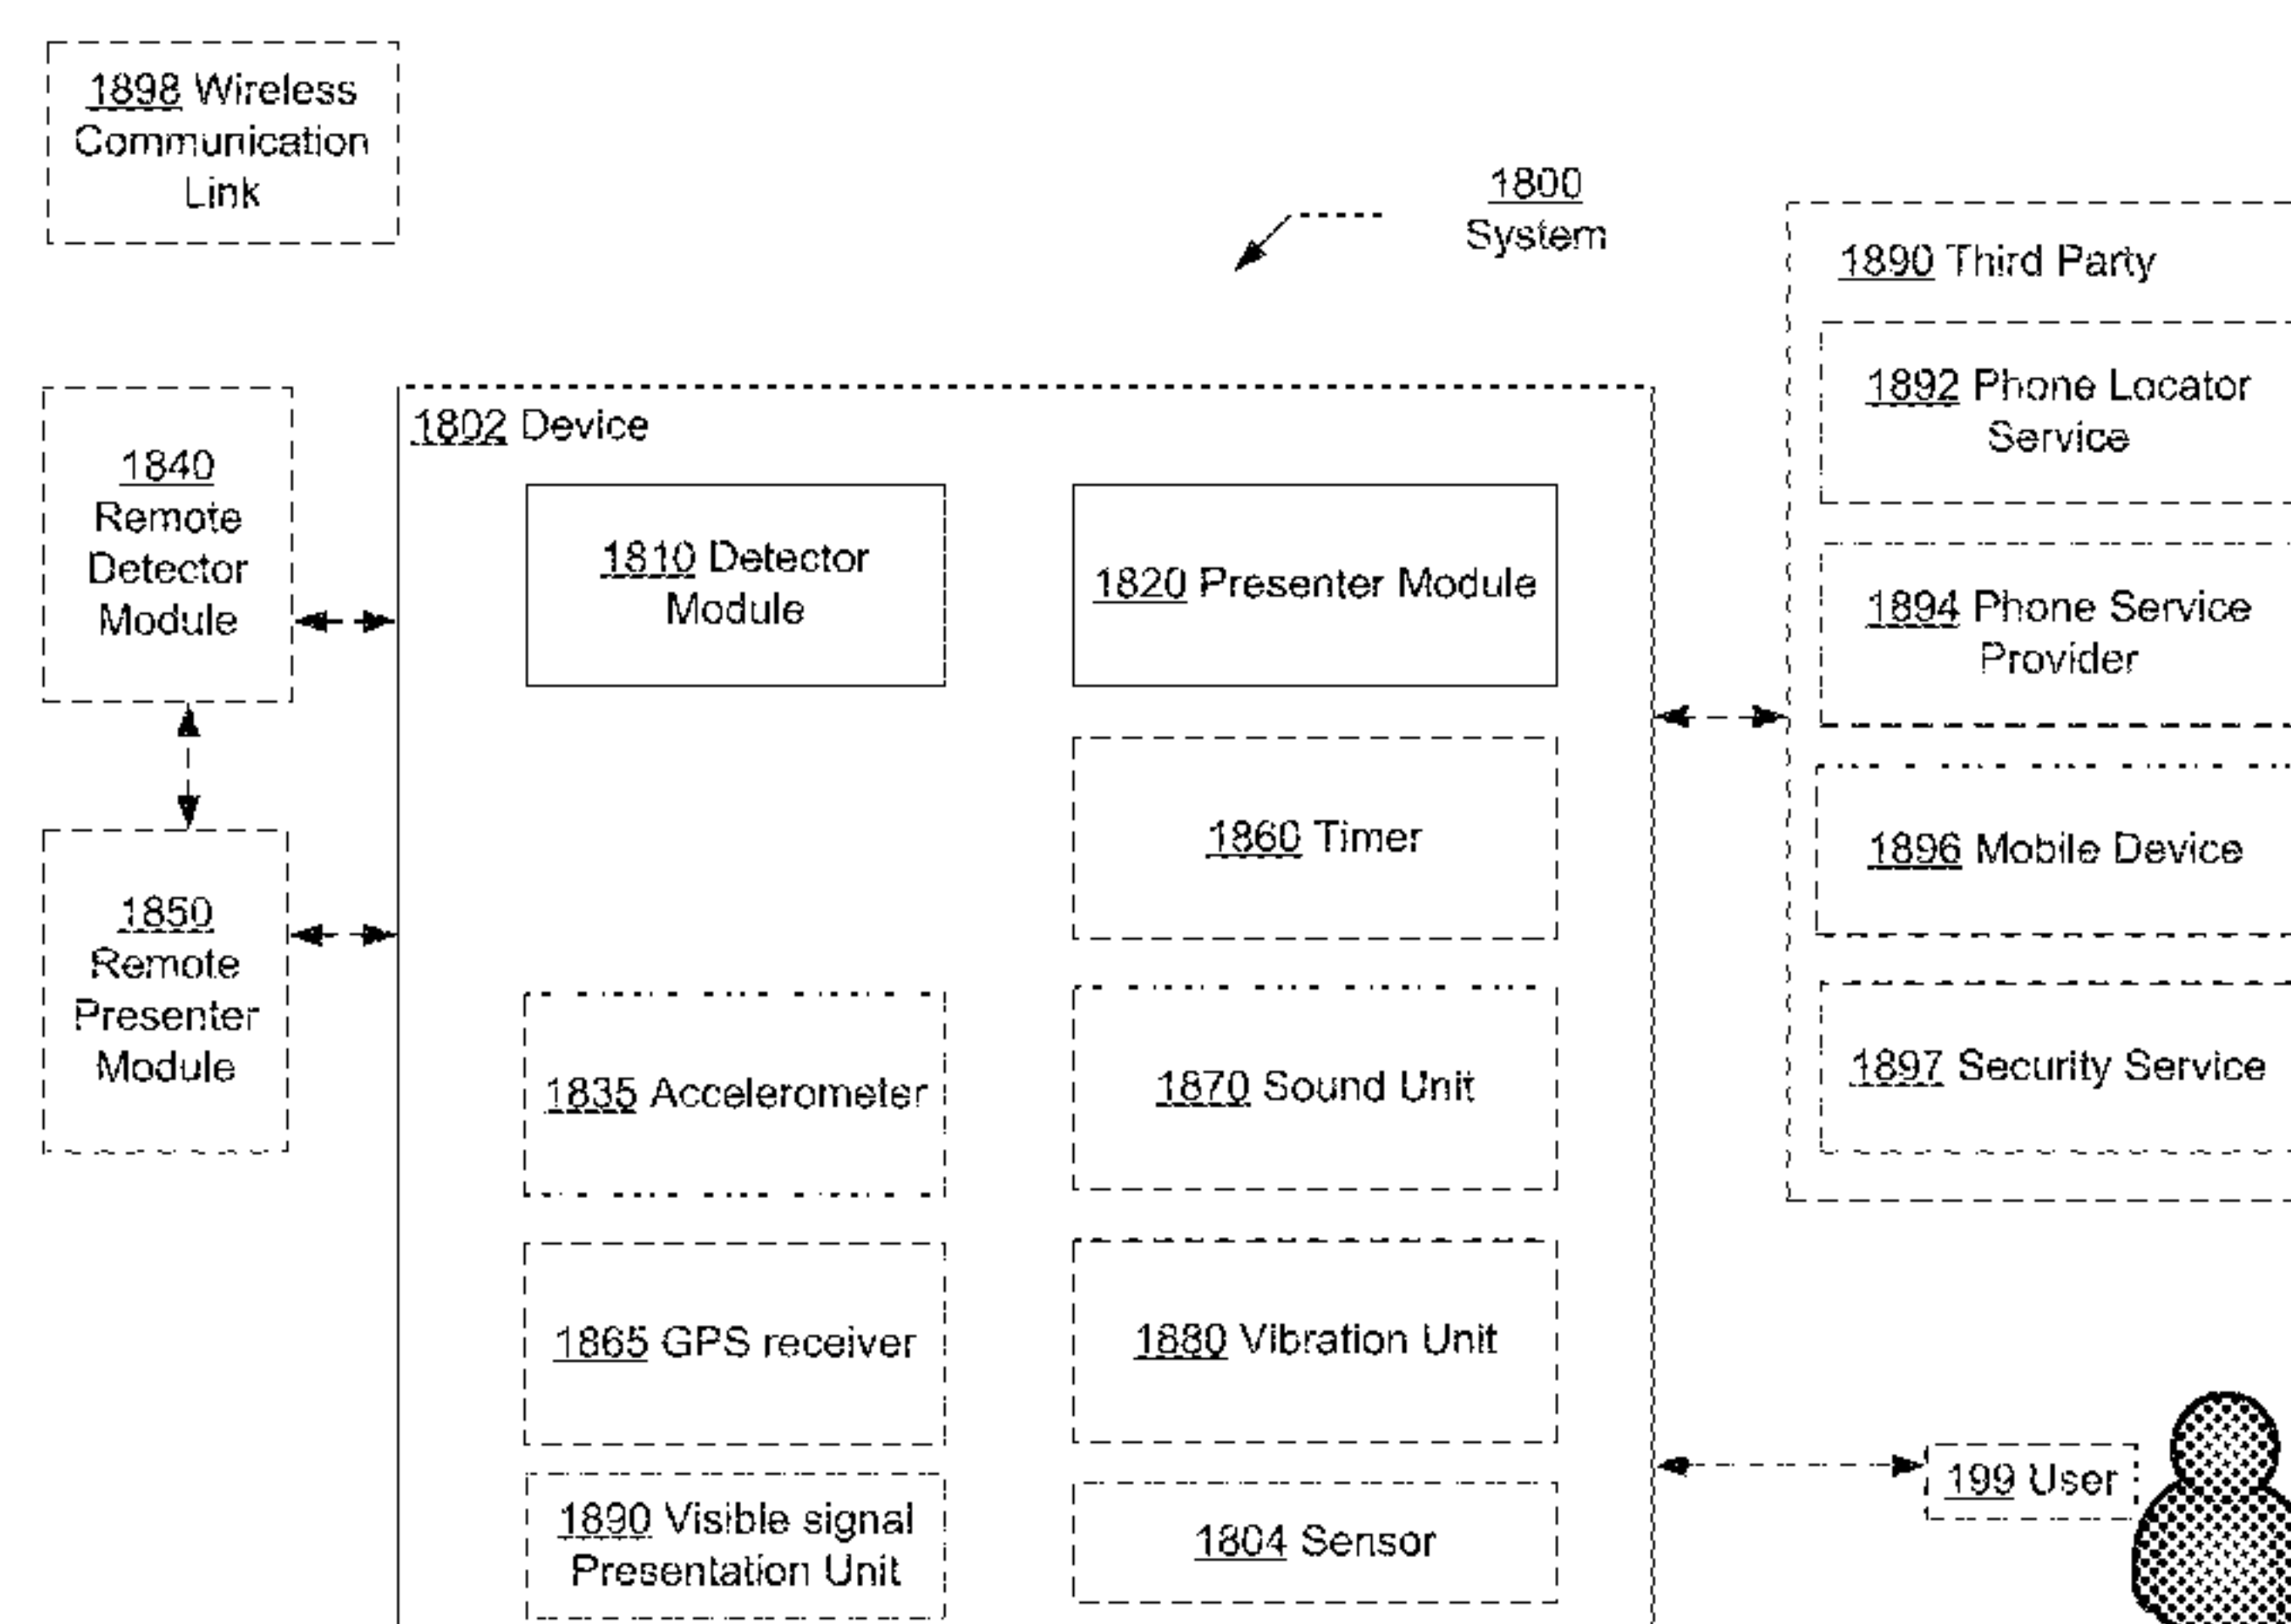 1898 Wireless
Communication
Link
1800
System
1890 Third Party
1892 Phone Locator
Service
1894 Phone Service
Provider
1896 Mobile Device
1897 Security Service
1840
Remote
Detector
Module
1850
Remote
Presenter
Module
1802 Device
1810 Detector
Module
1820 Presenter Module
1860 Timer
1835 Accelerometer
1870 Sound Unit
1865 GPS receiver
1880 Vibration Unit
1890 Visible signal
Presentation Unit
1804 Sensor
199 User